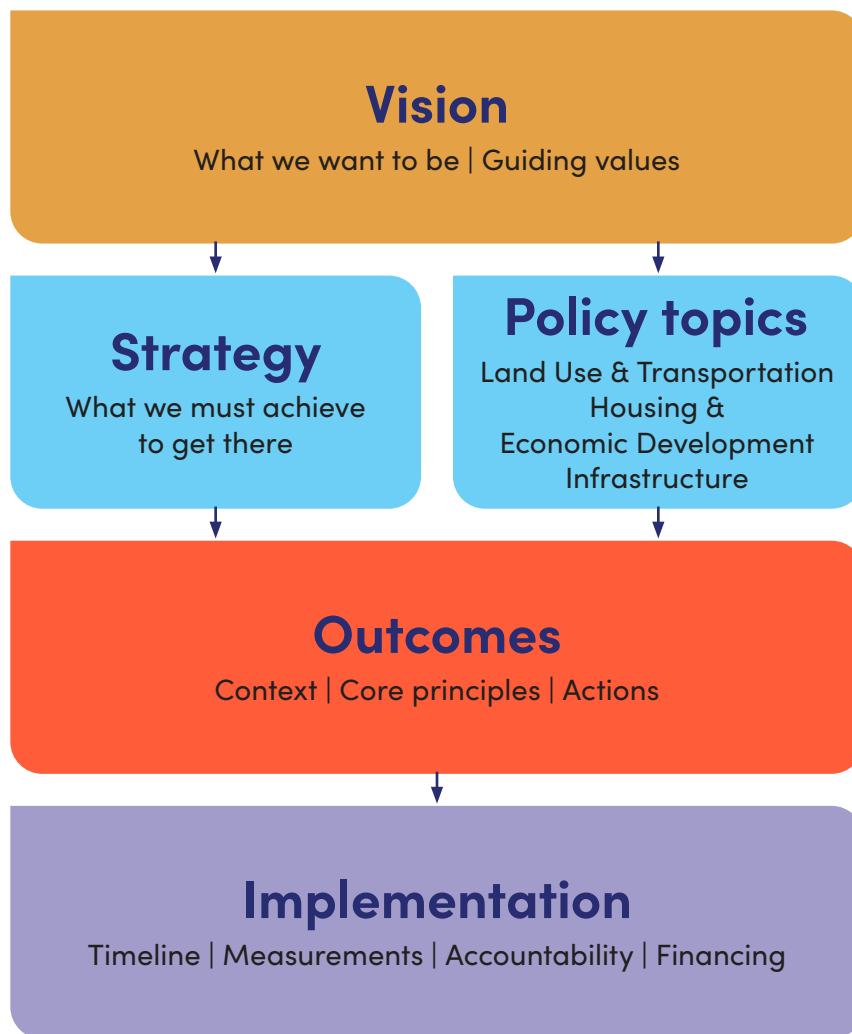 Vision
What we want to be | Guiding values
Strategy
What we must achieve
to get there
Policy topics
Land Use & Transportation
Housing &
Economic Development
Infrastructure
Outcomes
Context | Core principles | Actions
Implementation
Timeline | Measurements | Accountability | Financing